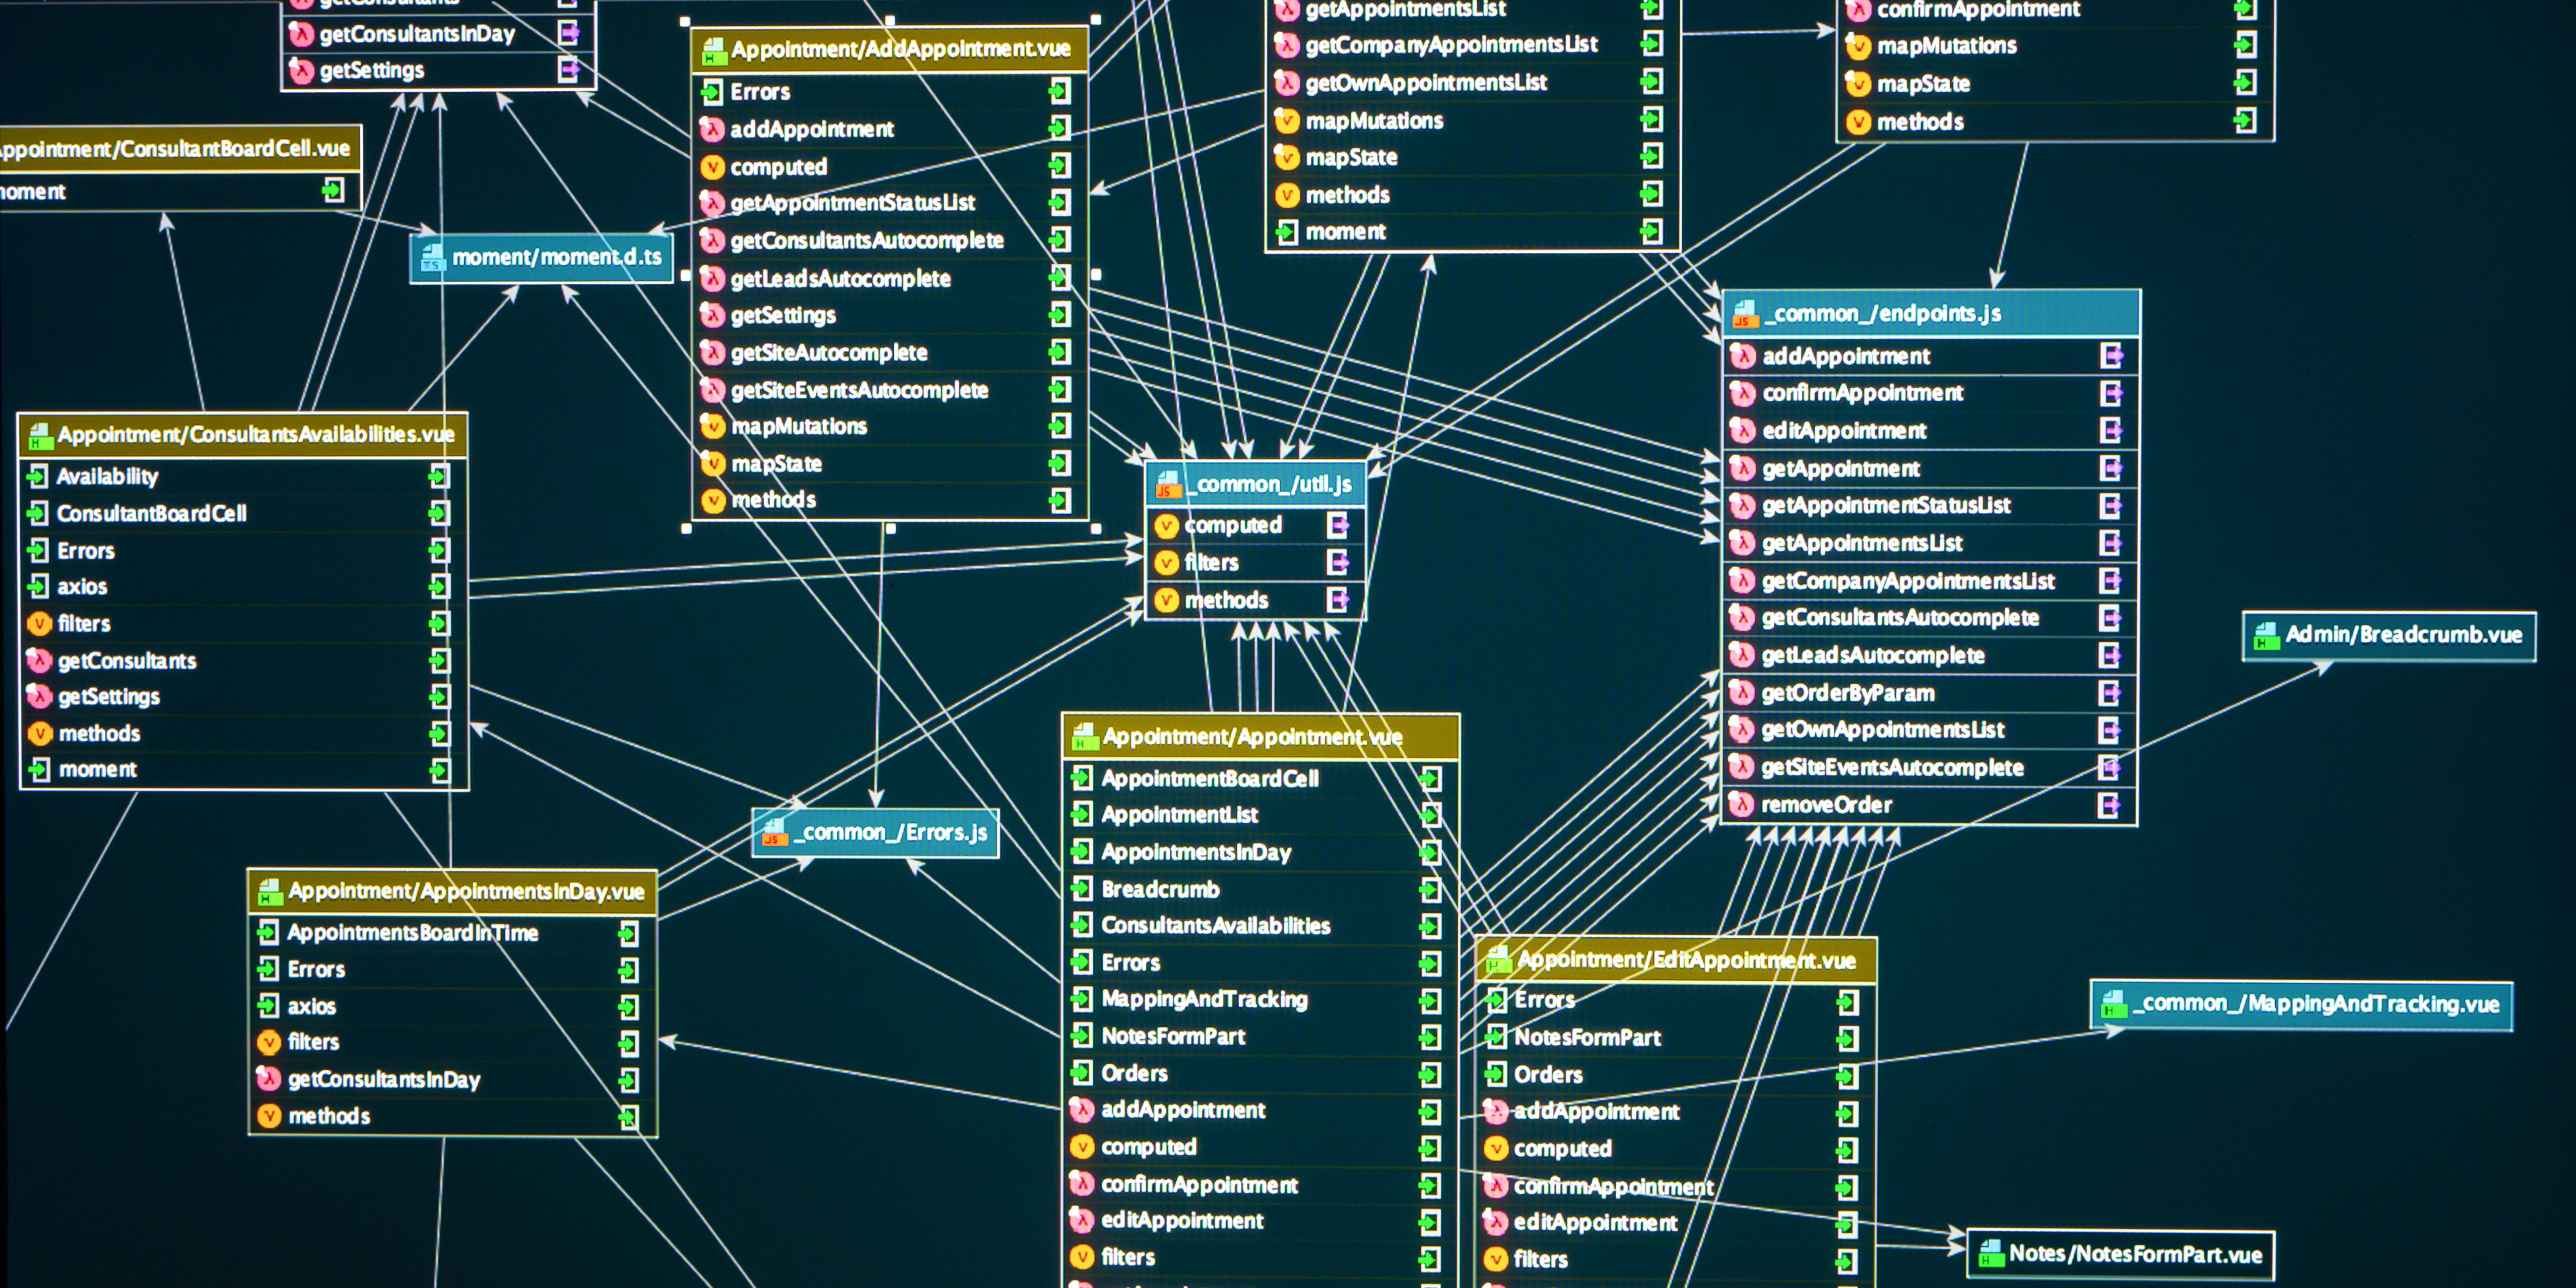 getConsultants
getConsultantsInDay
getSettings
Appointment/ConsultantBoardCell.vue
moment
moment/moment.d.ts
Appointment/AddAppointment.vue
Errors
addAppointment
computed
getAppointmentStatusList
getConsultantsAutocomplete
getLeadsAutocomplete
getSettings
getSiteAutocomplete
getSiteEventsAutocomplete
mapMutations
mapState
methods
getAppointmentsList
getCompanyAppointmentsList
getOwnAppointmentsList
mapMutations
mapState
methods
moment
confirmAppointment
mapMutations
mapState
methods
_common_/endpoints.js
addAppointment
confirmAppointment
editAppointment
getAppointment
getAppointmentStatusList
getAppointmentsList
getCompanyAppointmentsList
getConsultantsAutocomplete
getLeadsAutocomplete
getOrderByParam
getOwnAppointmentsList
getSiteEventsAutocomplete
removeOrder
Appointment/ConsultantsAvailabilities.vue
Availability
ConsultantBoardCell
Errors
axios
filters
getConsultants
getSettings
methods
moment
_common_/util.js
computed
filters
methods
Admin/Breadcrumb.vue
_common_/Errors.js
Appointment/AppointmentsInDay.vue
AppointmentsBoardInTime
Errors
axios
filters
getConsultantsInDay
methods
Appointment/Appointment.vue
AppointmentBoardCell
AppointmentList
AppointmentsInDay
Breadcrumb
ConsultantsAvailabilities
Errors
MappingAndTracking
NotesFormPart
Orders
addAppointment
computed
confirmAppointment
editAppointment
filters
Appointment/EditAppointment.vue
Errors
NotesFormPart
Orders
addAppointment
computed
confirmAppointment
editAppointment
filters
_common_/MappingAndTracking.vue
Notes/NotesFormPart.vue